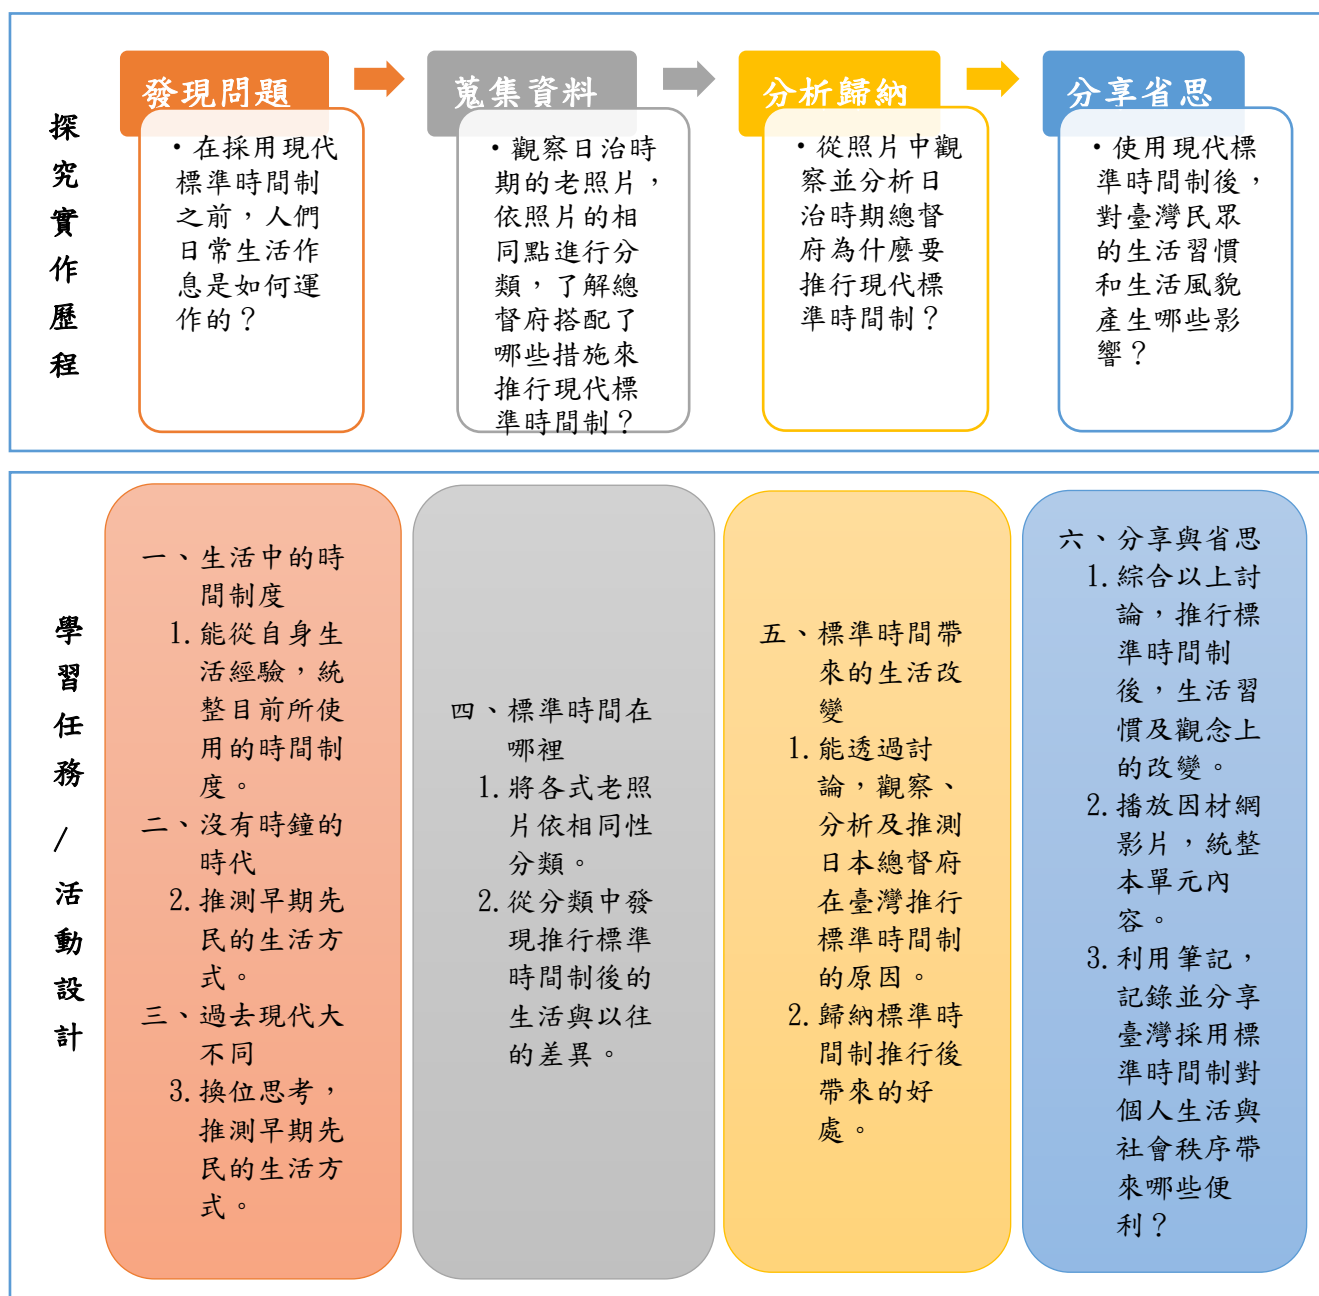 探究實作歷程
發現問題
・在採用現代
標準時間制
之前，人們
日常生活作
息是如何運
作的？
蒐集資料
・觀察日治時
期的老照片，
依照片的相
同點進行分
類，了解總
督府搭配了
哪些措施來
推行現代標
準時間制？
分析歸納
・從照片中觀
察並分析日
治時期總督
府為什麼要
推行現代標
準時間制？
分享省思
・使用現代標
準時間制後，
對臺灣民眾
的生活習慣
和生活風貌
產生哪些影
響？
學習任務/活動設計
一、生活中的時
間制度
1.能從自身生
活經驗，統
整目前所使
用的時間制
度。
二、沒有時鐘的
時代
2.推測早期先
民的生活方
式。
三、過去現代大
不同
3.換位思考，
推測早期先
民的生活方
式。
四、標準時間在
哪裡
1.將各式老照
片依相同性
分類。
2.從分類中發
現推行標準
時間制後的
生活與以往
的差異。
五、標準時間帶
來的生活改
變
1.能透過討
論，觀察、
分析及推測
日本總督府
在臺灣推行
標準時間制
的原因。
2.歸納標準時
間制推行後
帶來的好
處。
六、分享與省思
1.綜合以上討
論，推行標
準時間制
後，生活習
慣及觀念上
的改變。
2.播放因材網
影片，統整
本單元內
容。
3.利用筆記，
記錄並分享
臺灣採用標
準時間制對
個人生活與
社會秩序帶
來哪些便
利？